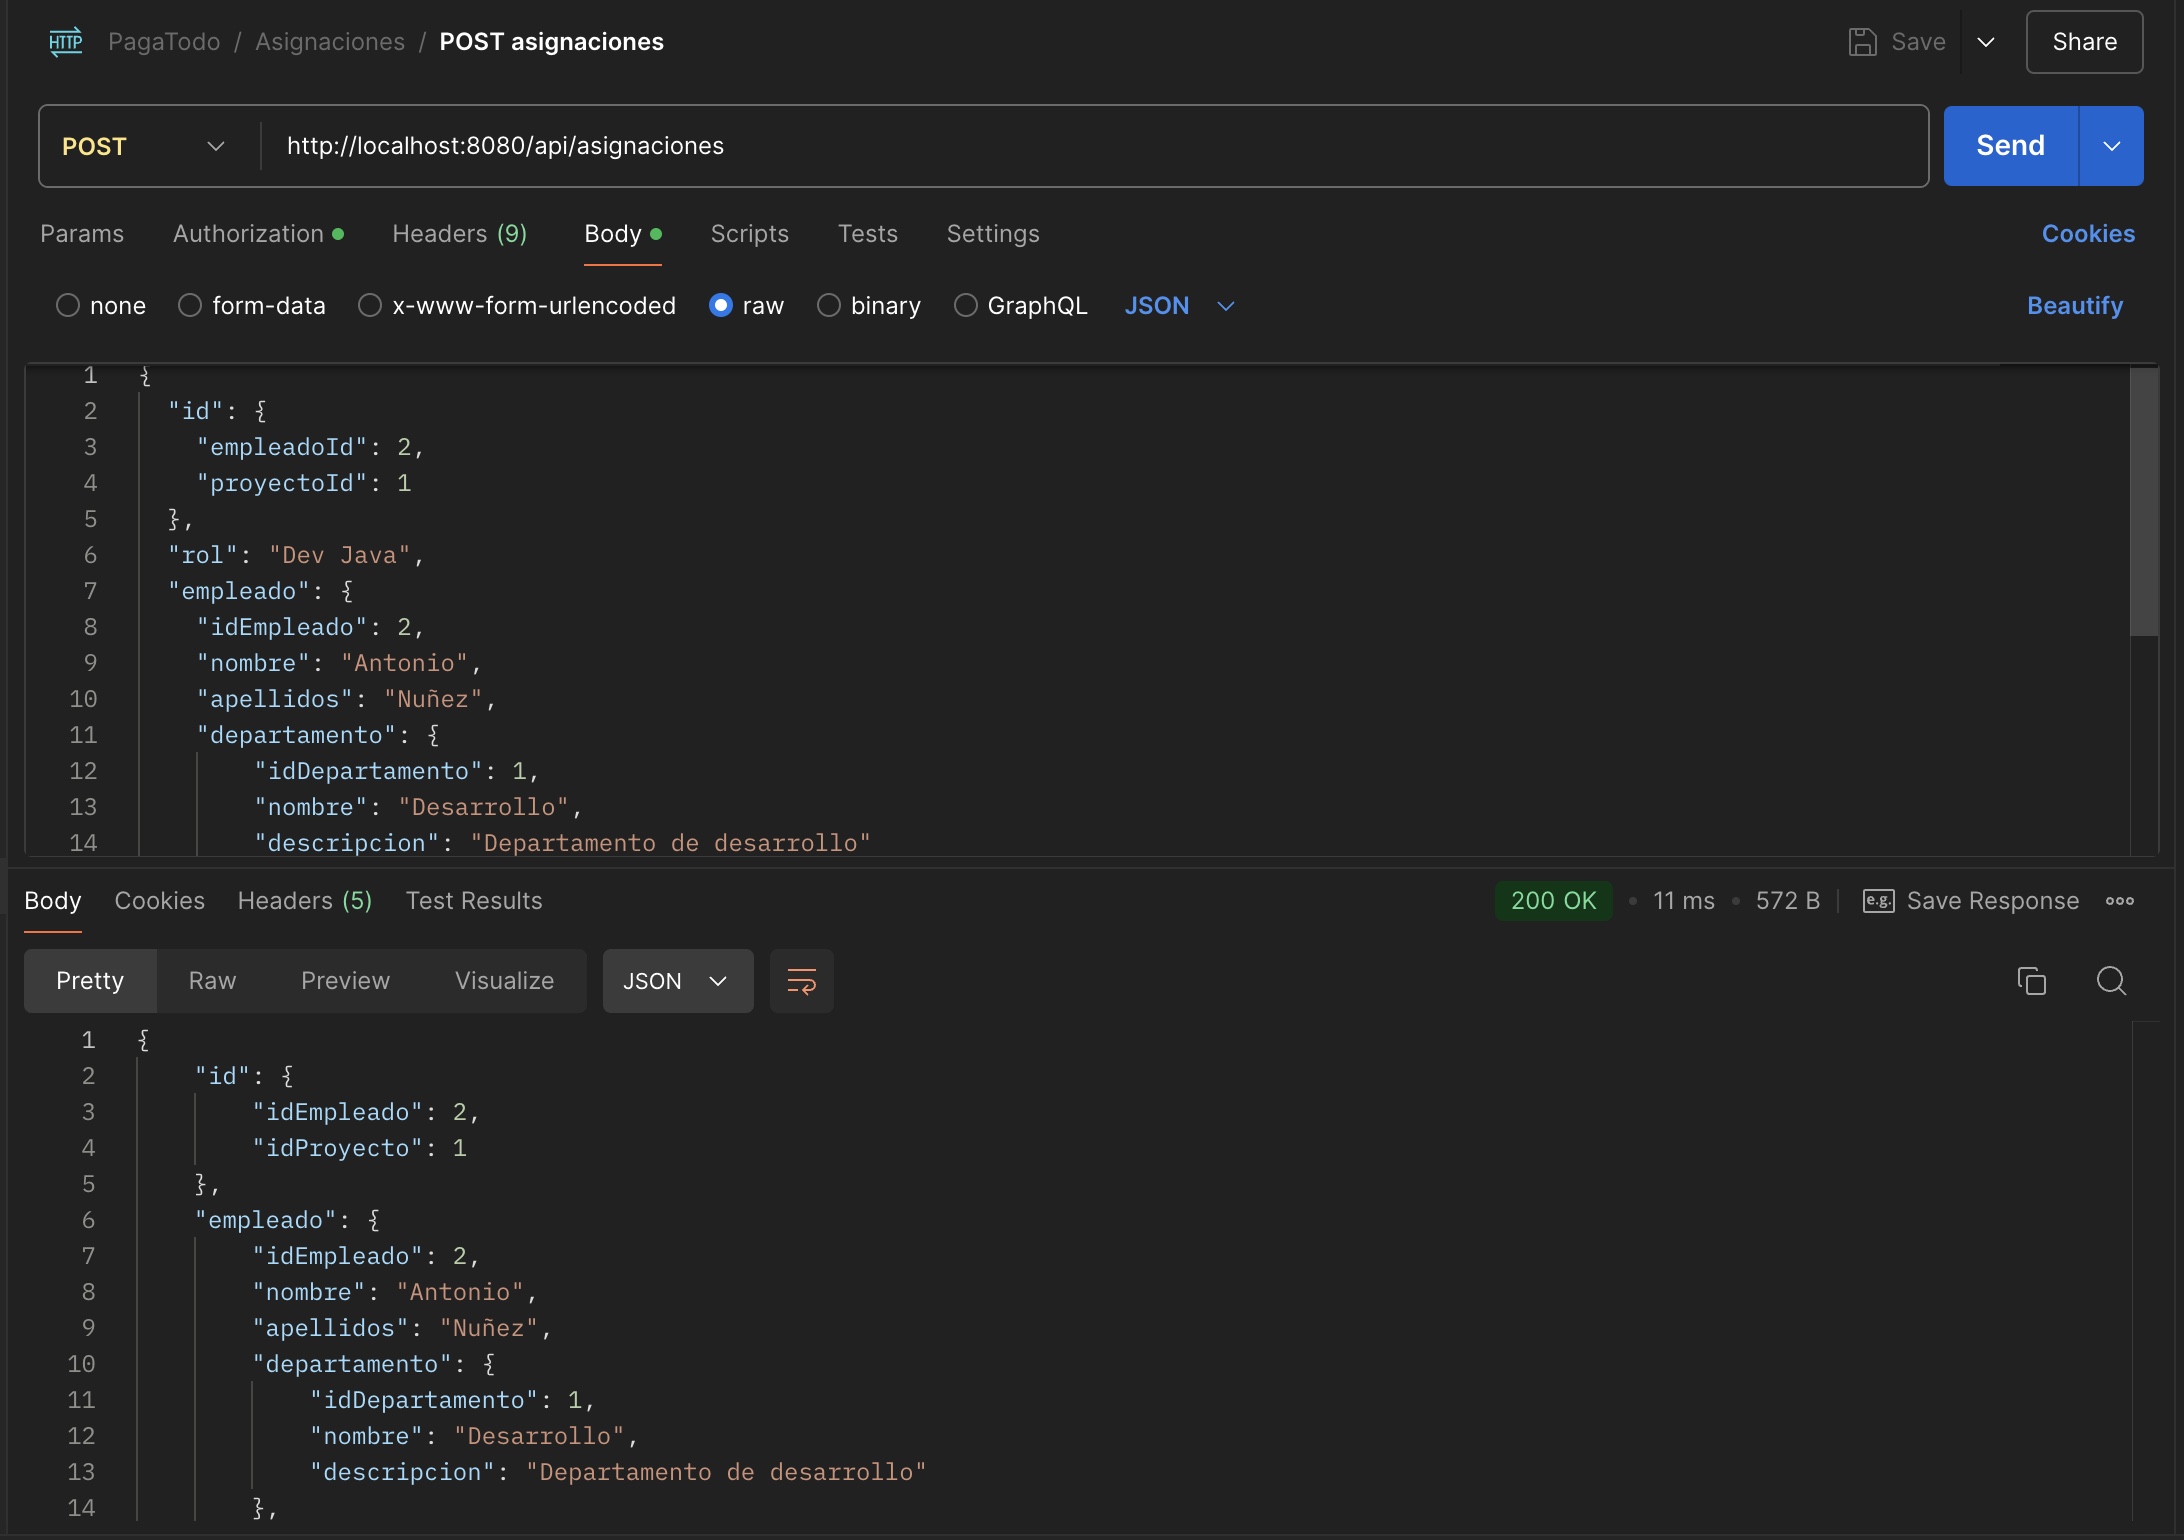 HTTP PagaTodo / Asignaciones / POST asignaciones Save Share
POST http://localhost:8080/api/asignaciones Send
Params Authorization Headers (9) Body Scripts Tests Settings Cookies
none form-data x-www-form-urlencoded raw binary GraphQL JSON Beautify
1 {
2 "id": {
3 "empleadoId": 2,
4 "proyectoId": 1
5 },
6 "rol": "Dev Java",
7 "empleado": {
8 "idEmpleado": 2,
9 "nombre": "Antonio",
10 "apellidos": "Nuñez",
11 "departamento": {
12 "idDepartamento": 1,
13 "nombre": "Desarrollo",
14 "descripcion": "Departamento de desarrollo"
Body Cookies Headers (5) Test Results 200 OK • 11 ms • 572 B e.g. Save Response
Pretty Raw Preview Visualize JSON
1 {
2 "id": {
3 "idEmpleado": 2,
4 "idProyecto": 1
5 },
6 "empleado": {
7 "idEmpleado": 2,
8 "nombre": "Antonio",
9 "apellidos": "Nuñez",
10 "departamento": {
11 "idDepartamento": 1,
12 "nombre": "Desarrollo",
13 "descripcion": "Departamento de desarrollo"
14 },